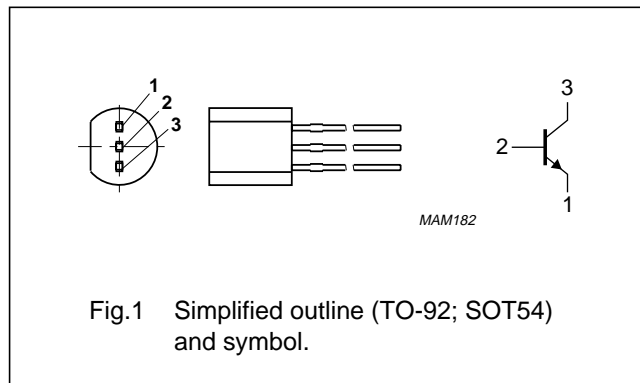 1
2
3
3
2
1
MAM182
Fig.1 Simplified outline (TO-92; SOT54)
and symbol.